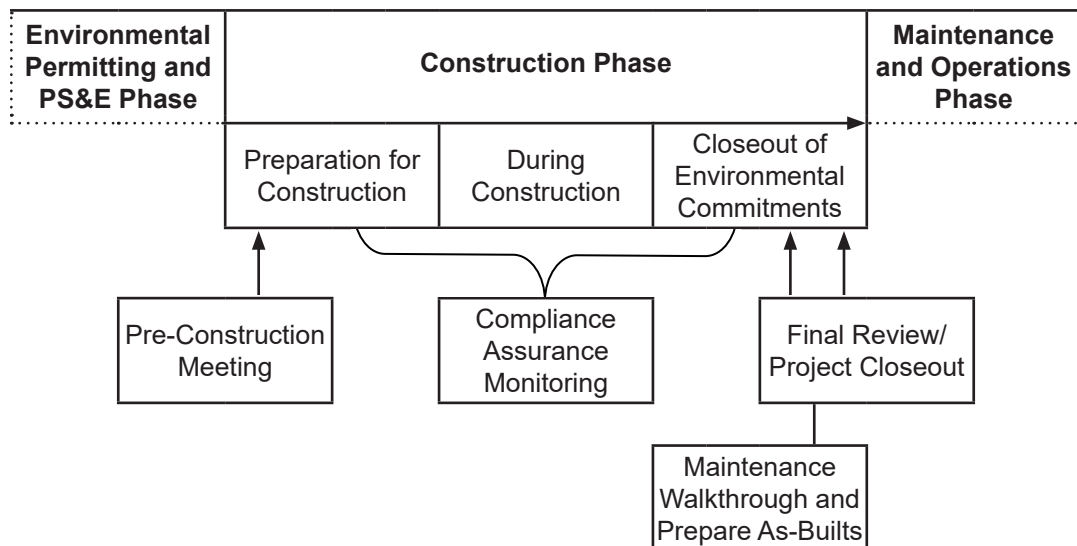 Environmental
Permitting and
PS&E Phase
Construction Phase
Maintenance
and Operations
Phase
Preparation for
Construction
During
Construction
Closeout of
Environmental
Commitments
Pre-Construction
Meeting
Compliance
Assurance
Monitoring
Final Review/
Project Closeout
Maintenance
Walkthrough and
Prepare As-Builts